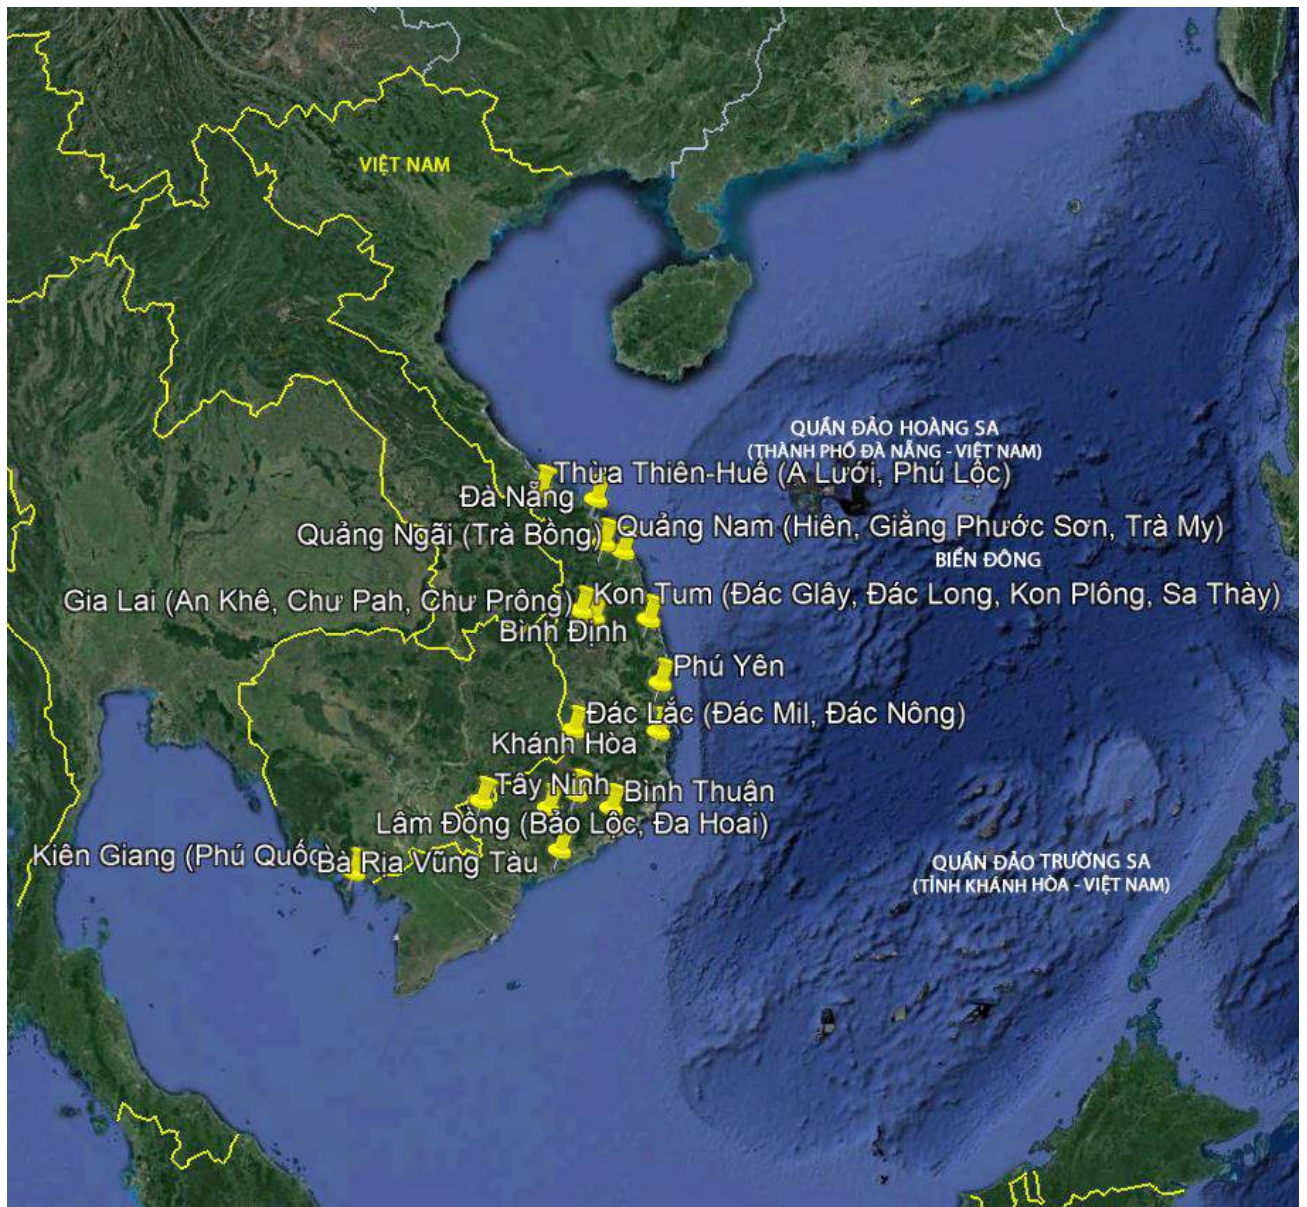 VIỆT NAM
QUẦN ĐẢO HOÀNG SA
(THÀNH PHỐ ĐÀ NẴNG - VIỆT NAM)
Thừa Thiên-Huế (A Lưới, Phú Lốc)
Đà Nẵng
Quảng Nam (Hiên, Giằng Phước Sơn, Trà My)
Quảng Ngãi (Trà Bồng)
BIỂN ĐÔNG
Kon Tum (Đác Glây, Đác Long, Kon Plông, Sa Thày)
Gia Lai (An Khê, Chư Pah, Chư Prông)
Bình Định
Phú Yên
Đác Lắc (Đác Mil, Đác Nông)
Khánh Hòa
Tây Ninh
Bình Thuận
Lâm Đồng (Bảo Lộc, Đa Hoai)
Kiên Giang (Phú Quốc)
Bà Rịa Vũng Tàu
QUẦN ĐẢO TRƯỜNG SA
(TỈNH KHÁNH HÒA - VIỆT NAM)